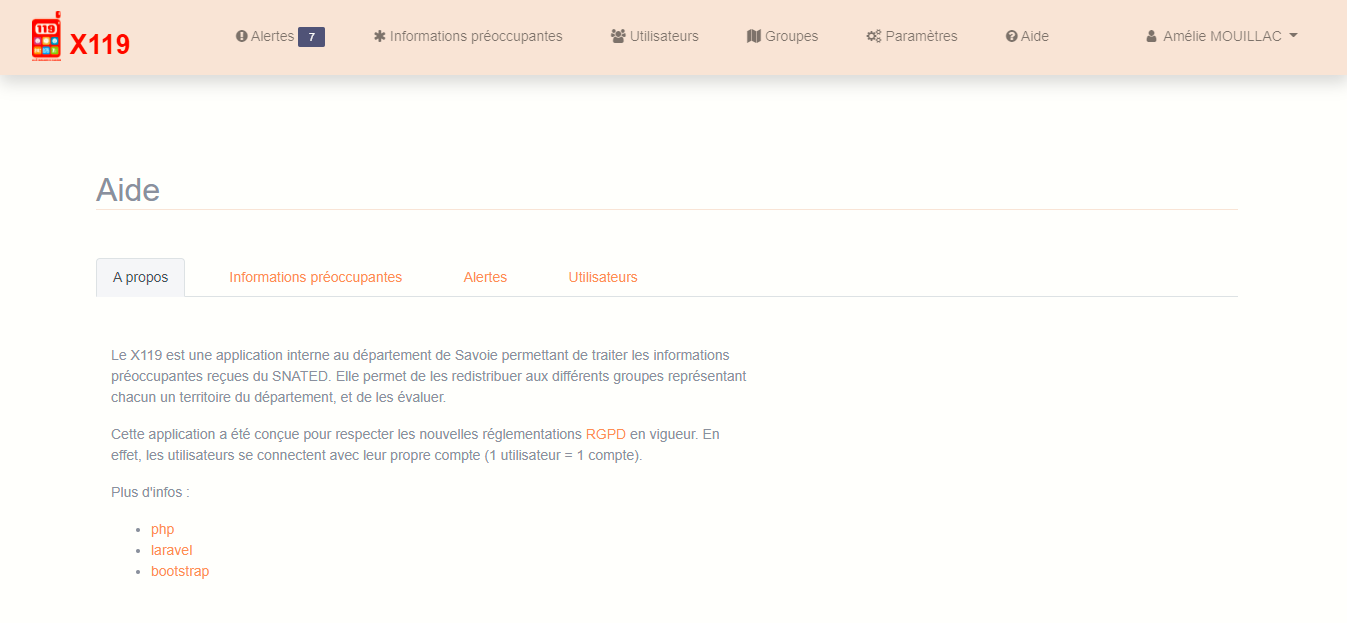 119
X119
Alertes 7
Informations préoccupantes
Utilisateurs
Groupes
Paramètres
Aide
Amélie MOUILLAC
Aide
A propos
Informations préoccupantes
Alertes
Utilisateurs
Le X119 est une application interne au département de Savoie permettant de traiter les informations
préoccupantes reçues du SNATED. Elle permet de les redistribuer aux différents groupes représentant
chacun un territoire du département, et de les évaluer.
Cette application a été conçue pour respecter les nouvelles réglementations RGPD en vigueur. En
effet, les utilisateurs se connectent avec leur propre compte (1 utilisateur = 1 compte).
Plus d'infos :
php
laravel
bootstrap